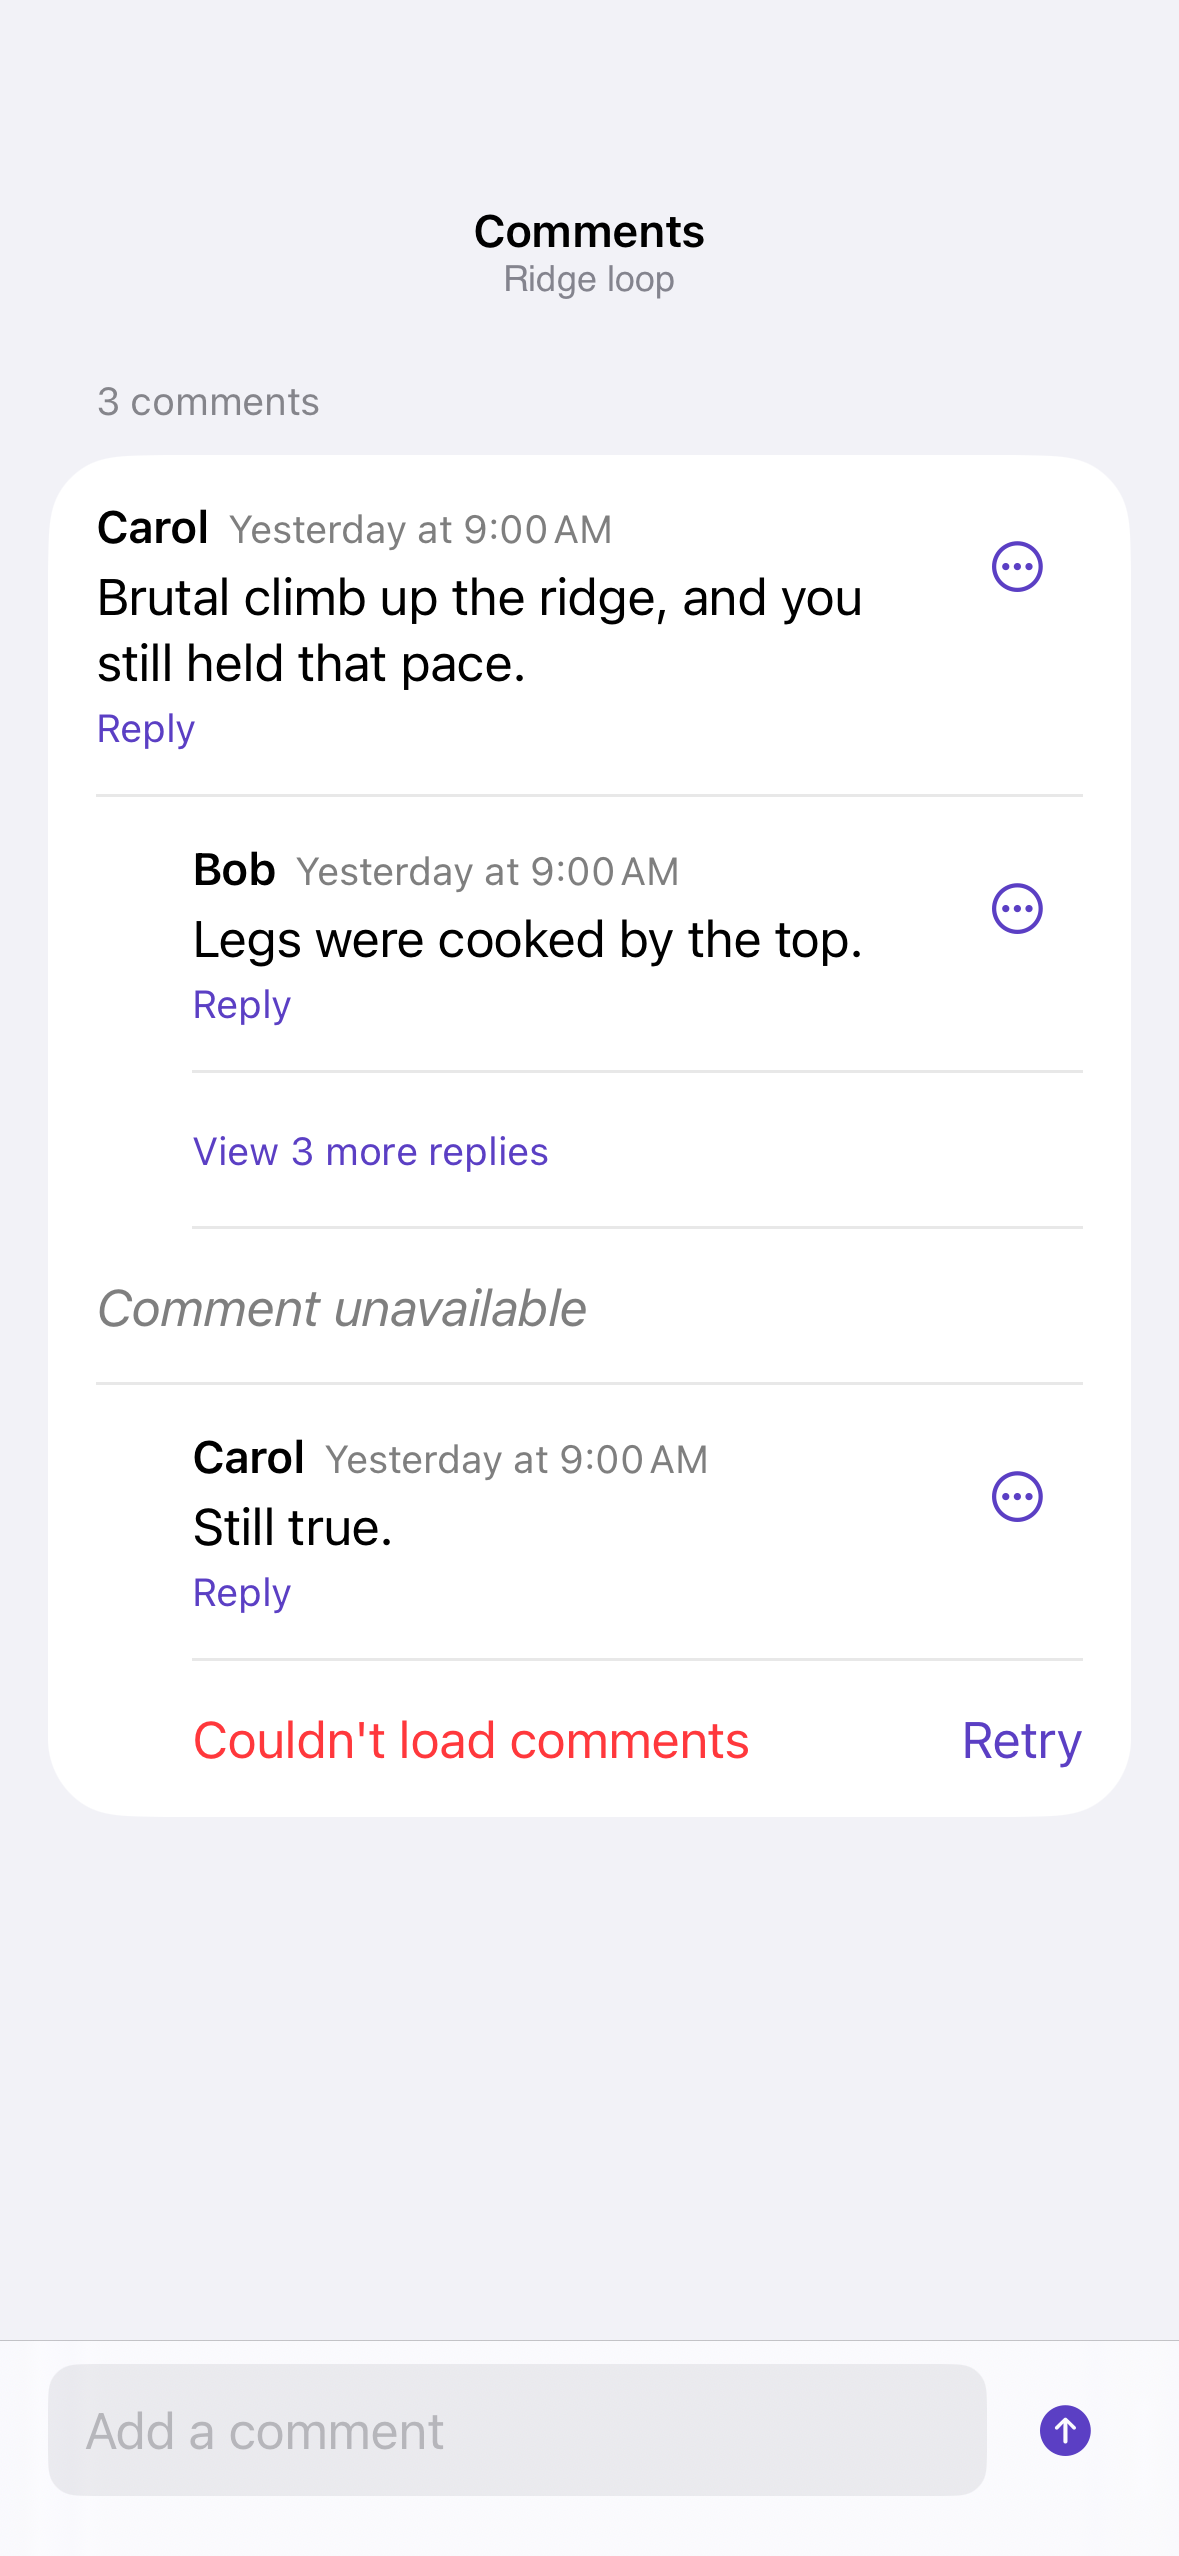 Comments
Ridge loop
3 comments
Carol Yesterday at 9:00 AM
Brutal climb up the ridge, and you
still held that pace.
Reply
Bob Yesterday at 9:00 AM
Legs were cooked by the top.
Reply
View 3 more replies
Comment unavailable
Carol Yesterday at 9:00 AM
Still true.
Reply
Couldn't load comments Retry
Add a comment